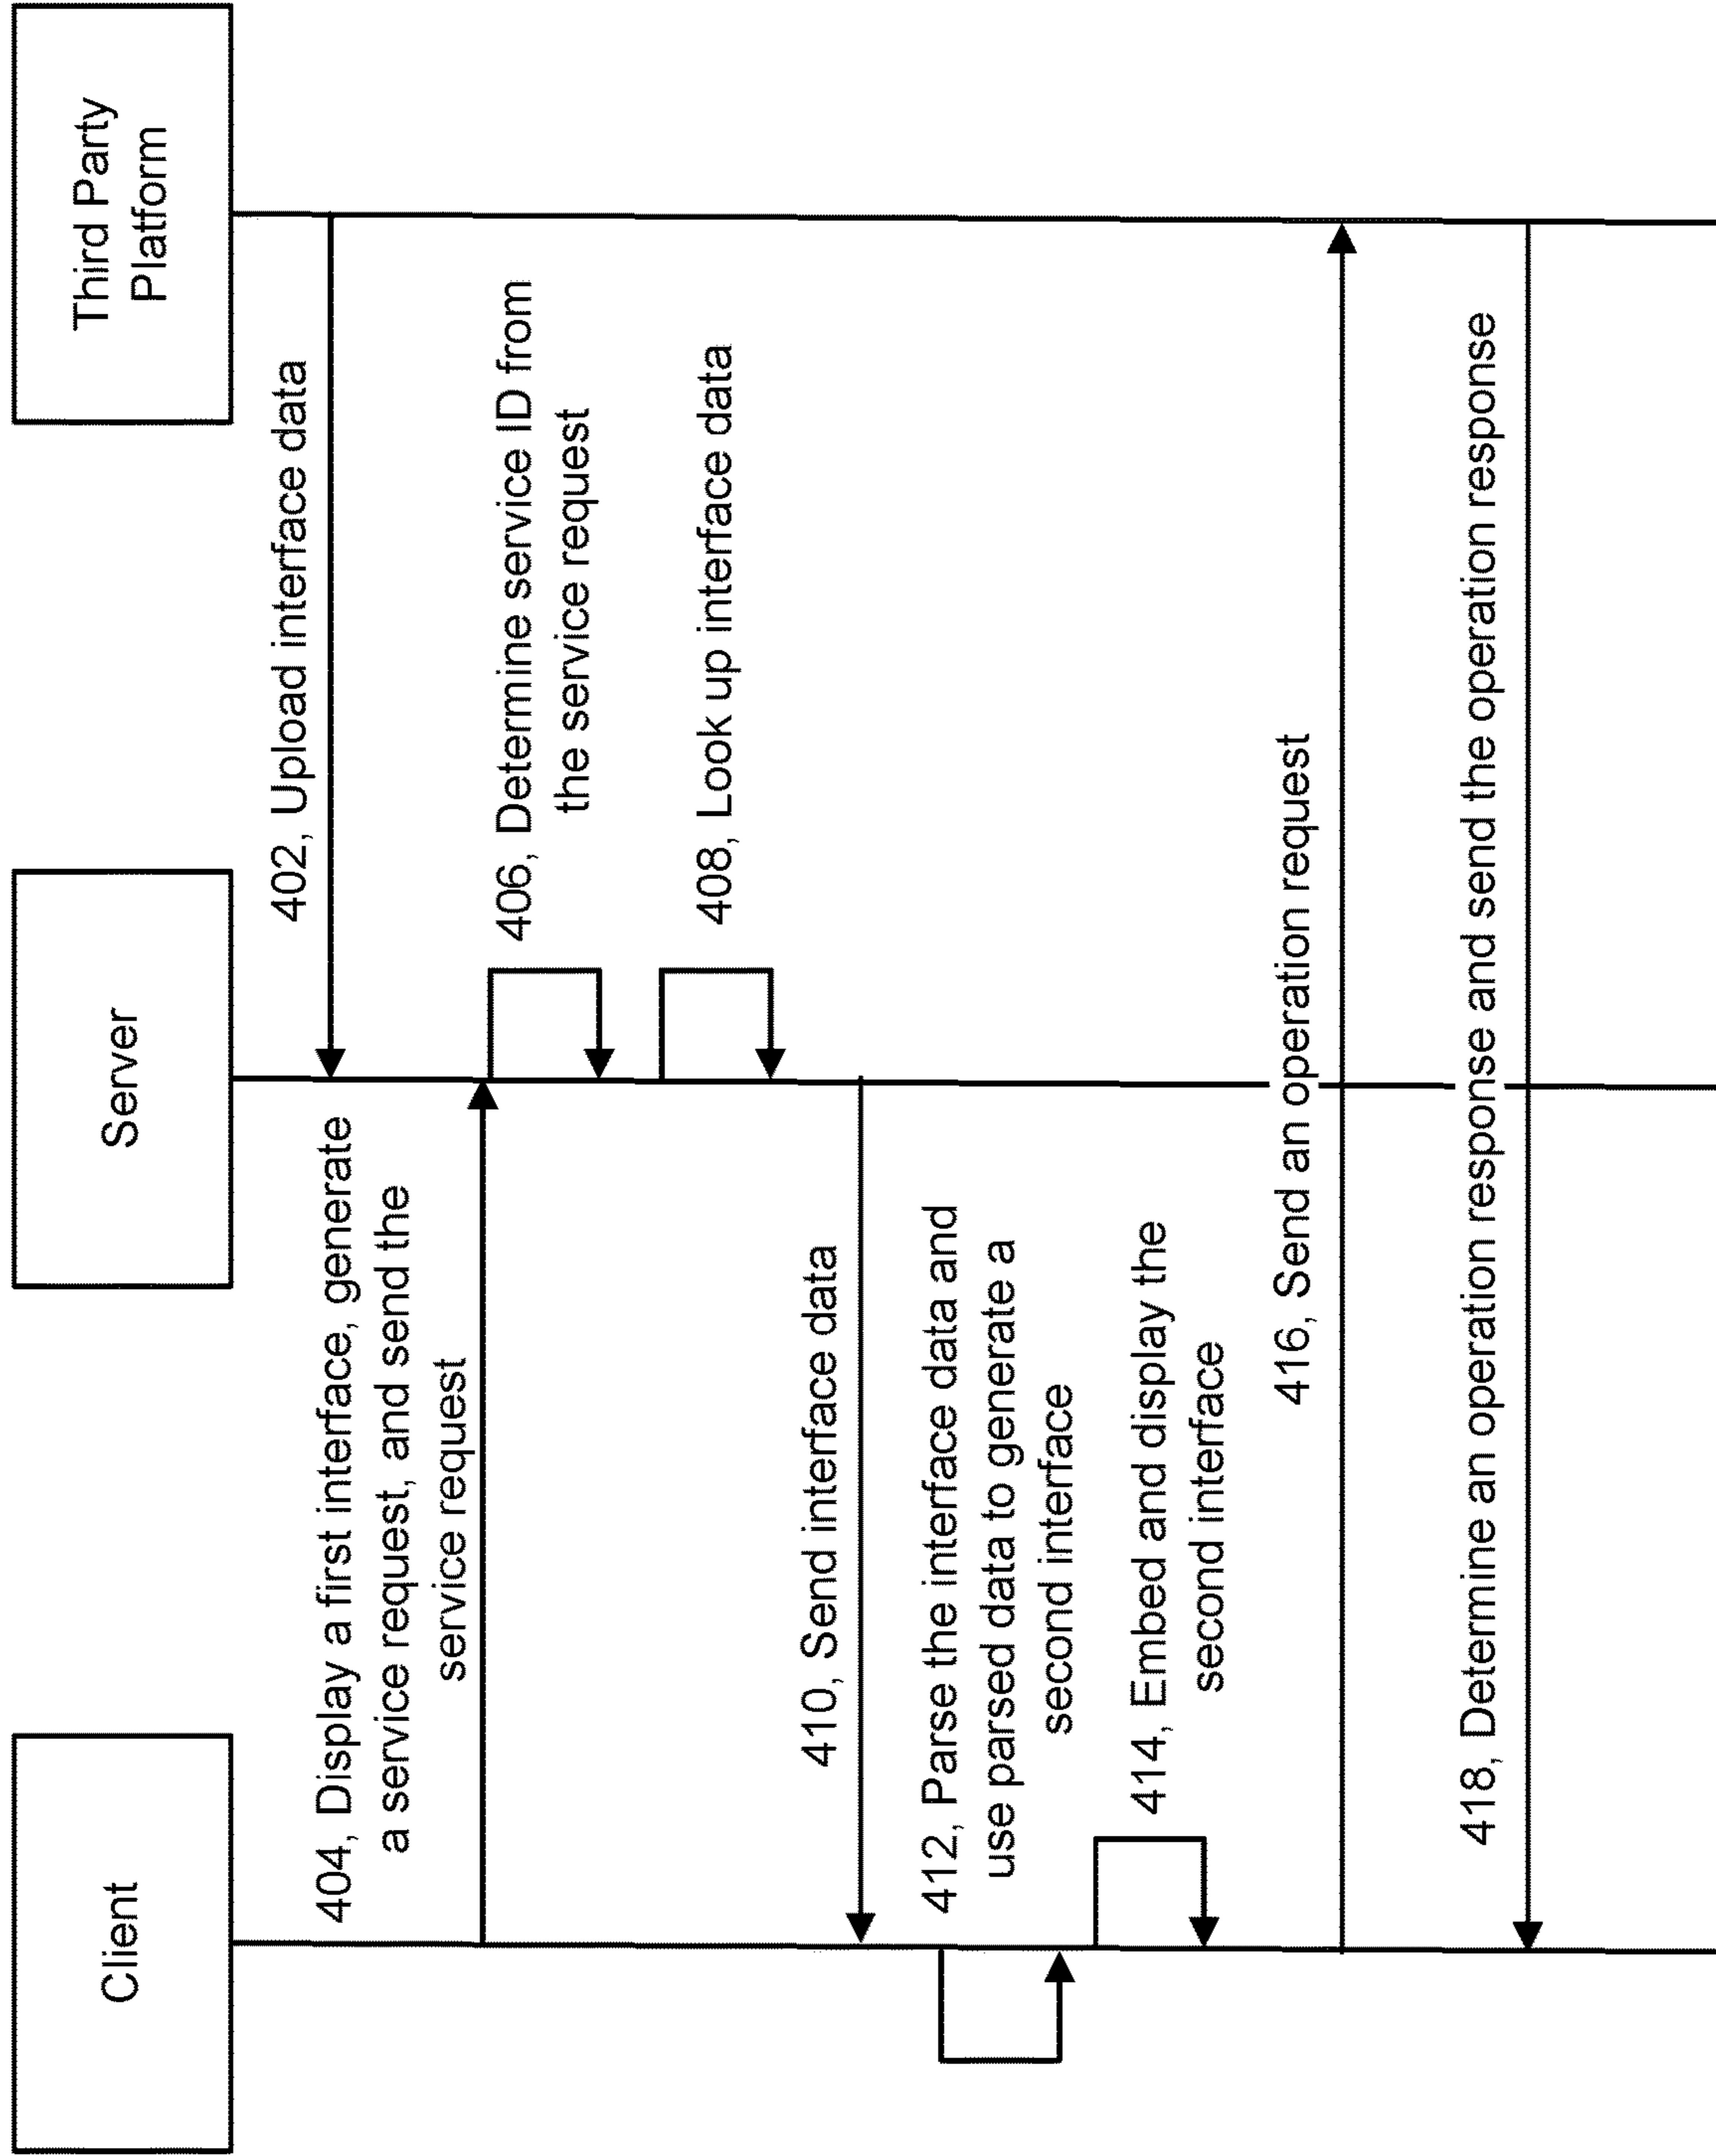 Client
Server
Third Party
Platform
402, Upload interface data
404, Display a first interface, generate
a service request, and send the
service request
406, Determine service ID from
the service request
408, Look up interface data
410, Send interface data
412, Parse the interface data and
use parsed data to generate a
second interface
414, Embed and display the
second interface
416, Send an operation request
418, Determine an operation response and send the operation response